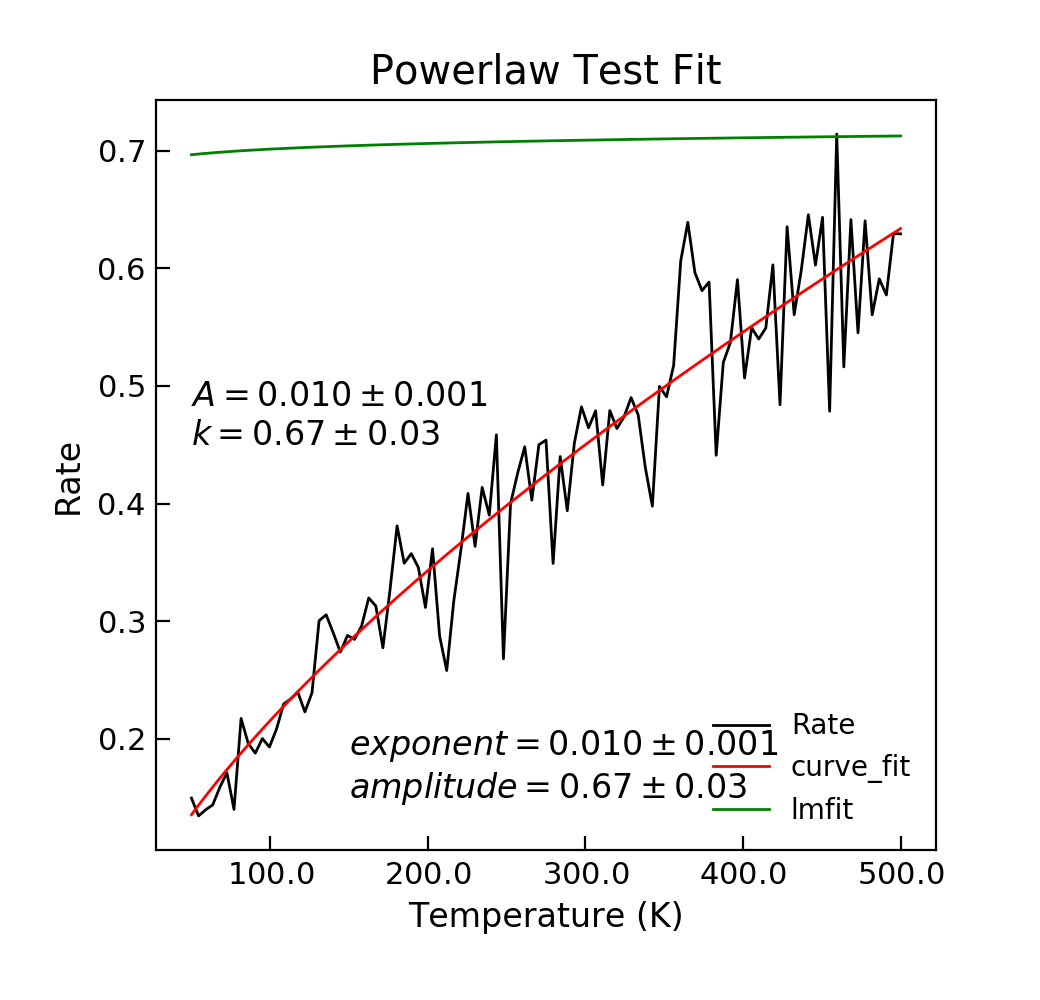 Powerlaw Test Fit
0.7
0.6
0.5
0.4
0.3
0.2
Rate
A = 0.010 ± 0.001
k = 0.67 ± 0.03
exponent = 0.010 ± 0.001
amplitude = 0.67 ± 0.03
Rate
curve_fit
lmfit
100.0 200.0 300.0 400.0 500.0
Temperature (K)